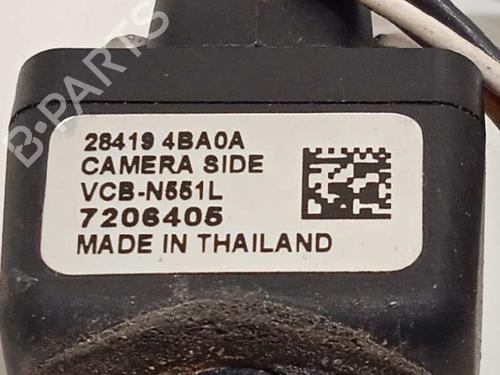 B-PARTS
28419 4BA0A
CAMERA SIDE
VCB-N551L
7206405
MADE IN THAILAND